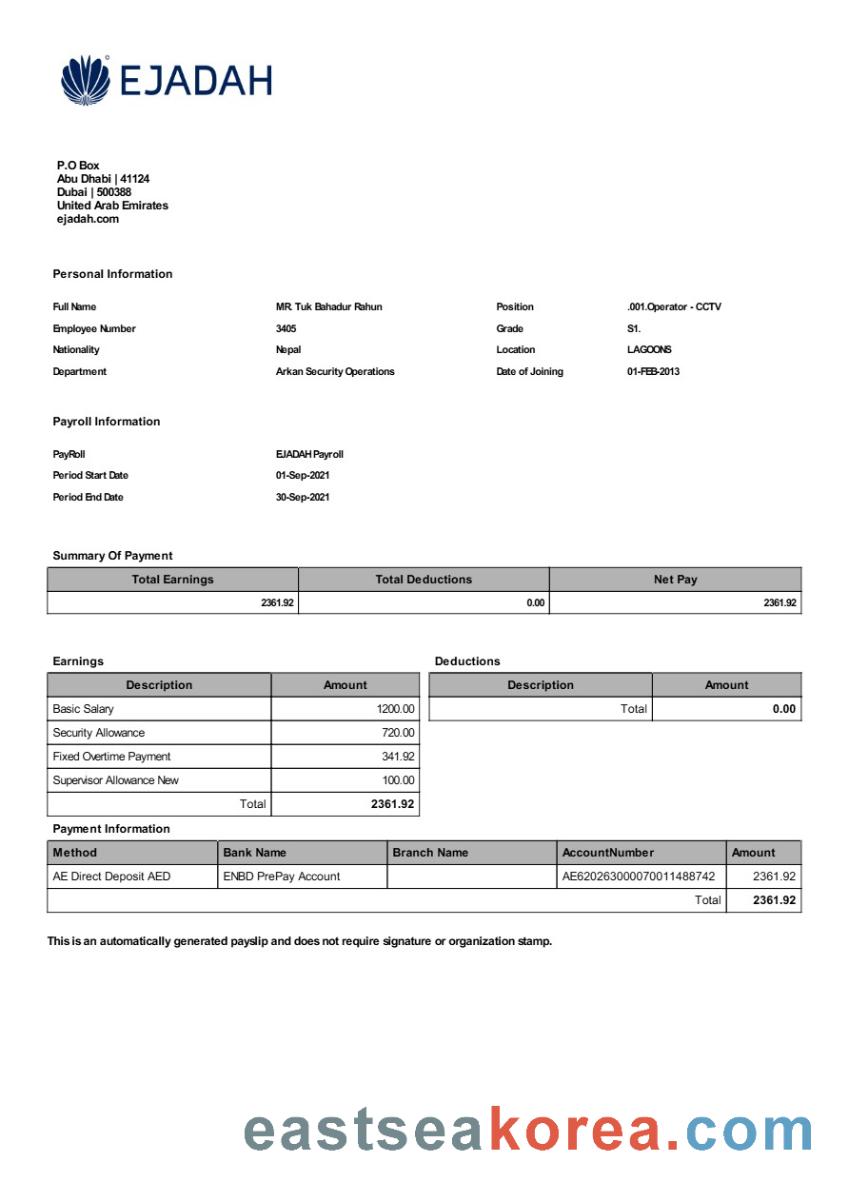 EJADAH
P.O Box
Abu Dhabi | 41124
Dubai | 500388
United Arab Emirates
ejadah.com
Personal Information
Full Name MR. Tuk Bahadur Rahun Position .001.Operator - CCTV
Employee Number 3405 Grade S1.
Nationality Nepal Location LAGOONS
Department Arkan Security Operations Date of Joining 01-FEB-2013
Payroll Information
PayRoll EJADAH Payroll
Period Start Date 01-Sep-2021
Period End Date 30-Sep-2021
Summary Of Payment
Total Earnings Total Deductions Net Pay
2361.92 0.00 2361.92
Earnings Deductions
Description Amount Description Amount
Basic Salary 1200.00 Total 0.00
Security Allowance 720.00
Fixed Overtime Payment 341.92
Supervisor Allowance New 100.00
Total 2361.92
Payment Information
Method Bank Name Branch Name AccountNumber Amount
AE Direct Deposit AED ENBD PrePay Account AE620263000070011488742 2361.92
Total 2361.92
This is an automatically generated payslip and does not require signature or organization stamp.
eastseakorea.com